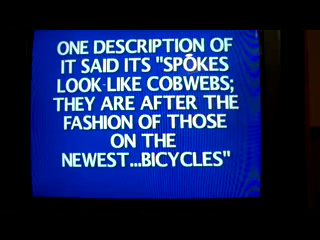 ONE DESCRIPTION OF
IT SAID ITS "SPŌKES
LOOK LIKE COBWEBS;
THEY ARE AFTER THE
FASHION OF THOSE
ON THE
NEWEST...BICYCLES"